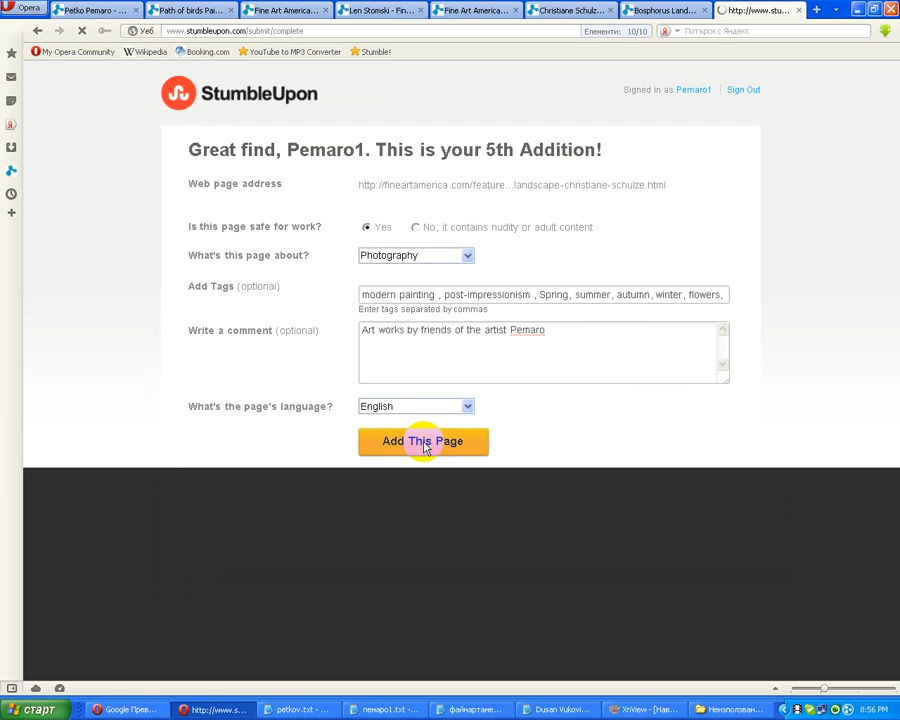 Opera
Petko Pemaro - ...
Path of birds Pai...
Fine Art America...
Len Stomski - Fin...
Fine Art America...
Christiane Schulz...
Bosphorus Land...
http://www.stu...
Уеб
www.stumbleupon.com/submit/complete
Елементи: 10/10
Потърси с Яндекс
My Opera Community
Wikipedia
Booking.com
YouTube to MP3 Converter
Stumble!
StumbleUpon
Signed in as Pemaro1
Sign Out
Great find, Pemaro1. This is your 5th Addition!
Web page address
http://fineartamerica.com/feature...landscape-christiane-schulze.html
Is this page safe for work?
Yes
No, it contains nudity or adult content
What's this page about?
Photography
Add Tags (optional)
modern painting , post-impressionism , Spring, summer, autumn, winter, flowers,
Enter tags separated by commas
Write a comment (optional)
Art works by friends of the artist Pemaro
What's the page's language?
English
Add This Page
старт
Google Прев...
http://www.s...
petkov.txt - ...
пемаро1.txt -...
файнартаме...
Dusan Vukovi...
XnView - [Нав...
Неизползван...
8:56 PM